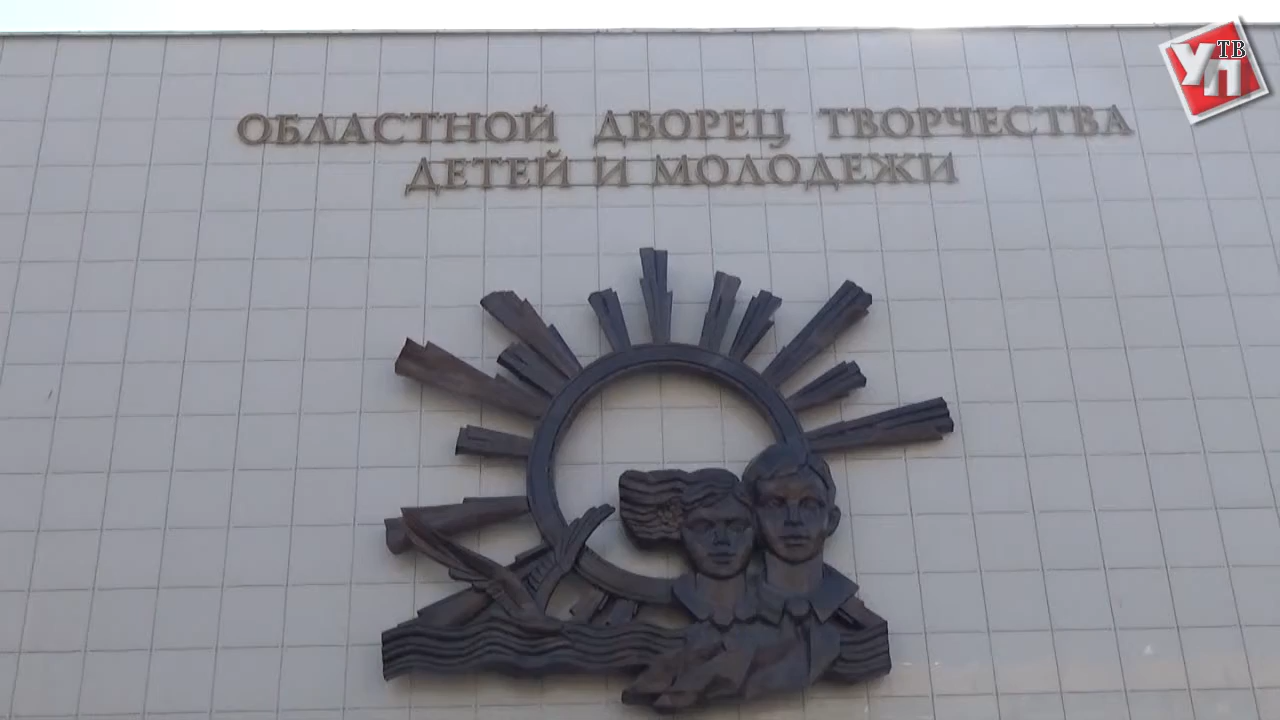 ОБЛАСТНОЙ ДВОРЕЦ ТВОРЧЕСТВА
ДЕТЕЙ И МОЛОДЕЖИ
УП ТВ